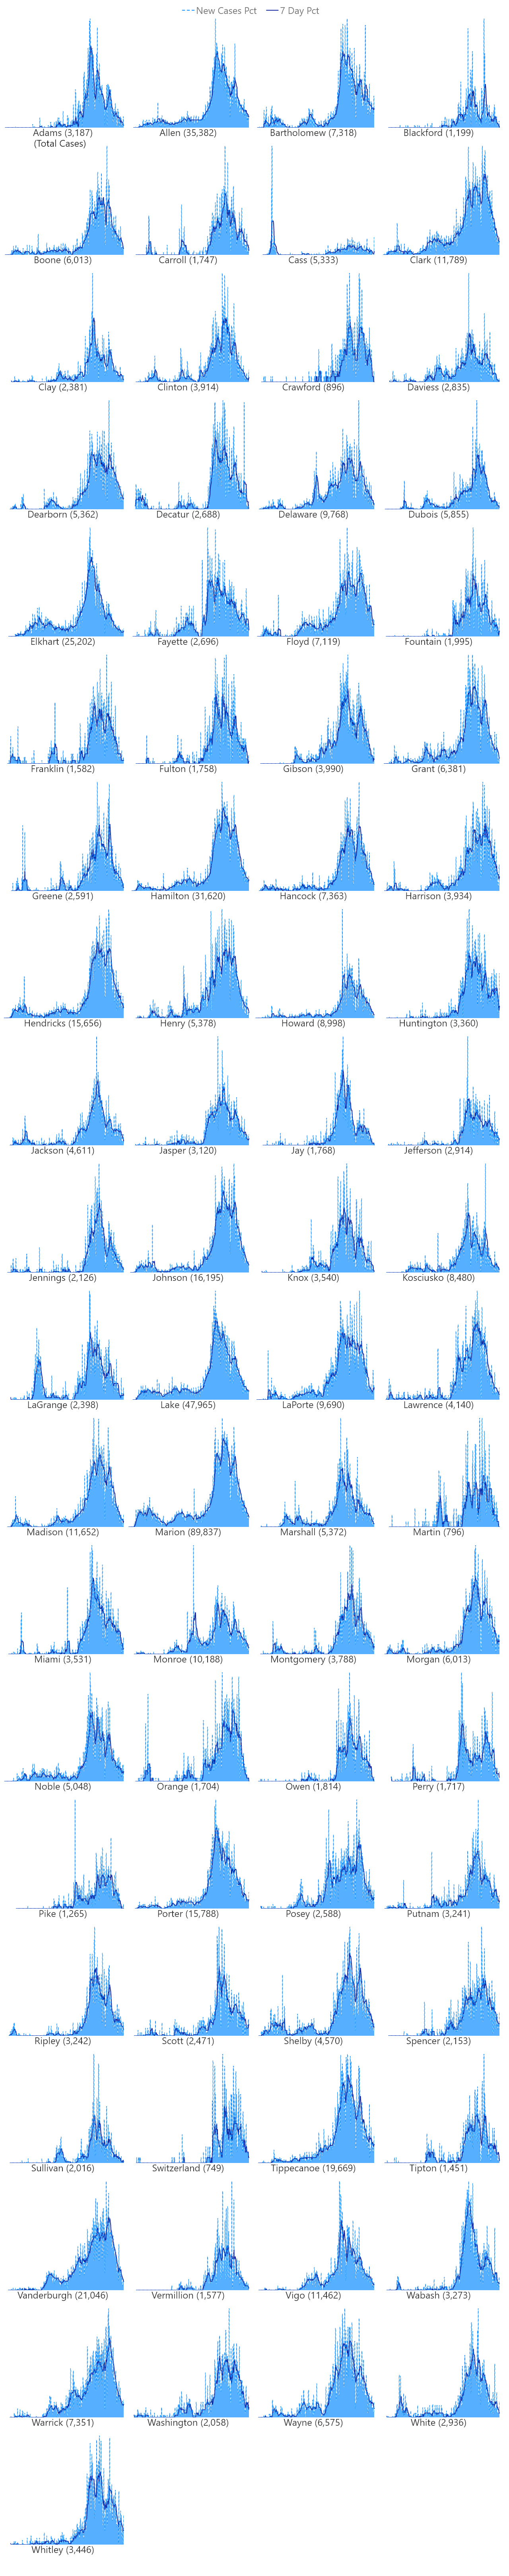 New Cases Pct 7 Day Pct
Adams (3,187) Allen (35,382) Bartholomew (7,318) Blackford (1,199)
(Total Cases)
Boone (6,013) Carroll (1,747) Cass (5,333) Clark (11,789)
Clay (2,381) Clinton (3,914) Crawford (896) Daviess (2,835)
Dearborn (5,362) Decatur (2,688) Delaware (9,768) Dubois (5,855)
Elkhart (25,202) Fayette (2,696) Floyd (7,119) Fountain (1,995)
Franklin (1,582) Fulton (1,758) Gibson (3,990) Grant (6,381)
Greene (2,591) Hamilton (31,620) Hancock (7,363) Harrison (3,934)
Hendricks (15,656) Henry (5,378) Howard (8,998) Huntington (3,360)
Jackson (4,611) Jasper (3,120) Jay (1,768) Jefferson (2,914)
Jennings (2,126) Johnson (16,195) Knox (3,540) Kosciusko (8,480)
LaGrange (2,398) Lake (47,965) LaPorte (9,690) Lawrence (4,140)
Madison (11,652) Marion (89,837) Marshall (5,372) Martin (796)
Miami (3,531) Monroe (10,188) Montgomery (3,788) Morgan (6,013)
Noble (5,048) Orange (1,704) Owen (1,814) Perry (1,717)
Pike (1,265) Porter (15,788) Posey (2,588) Putnam (3,241)
Ripley (3,242) Scott (2,471) Shelby (4,570) Spencer (2,153)
Sullivan (2,016) Switzerland (749) Tippecanoe (19,669) Tipton (1,451)
Vanderburgh (21,046) Vermillion (1,577) Vigo (11,462) Wabash (3,273)
Warrick (7,351) Washington (2,058) Wayne (6,575) White (2,936)
Whitley (3,446)